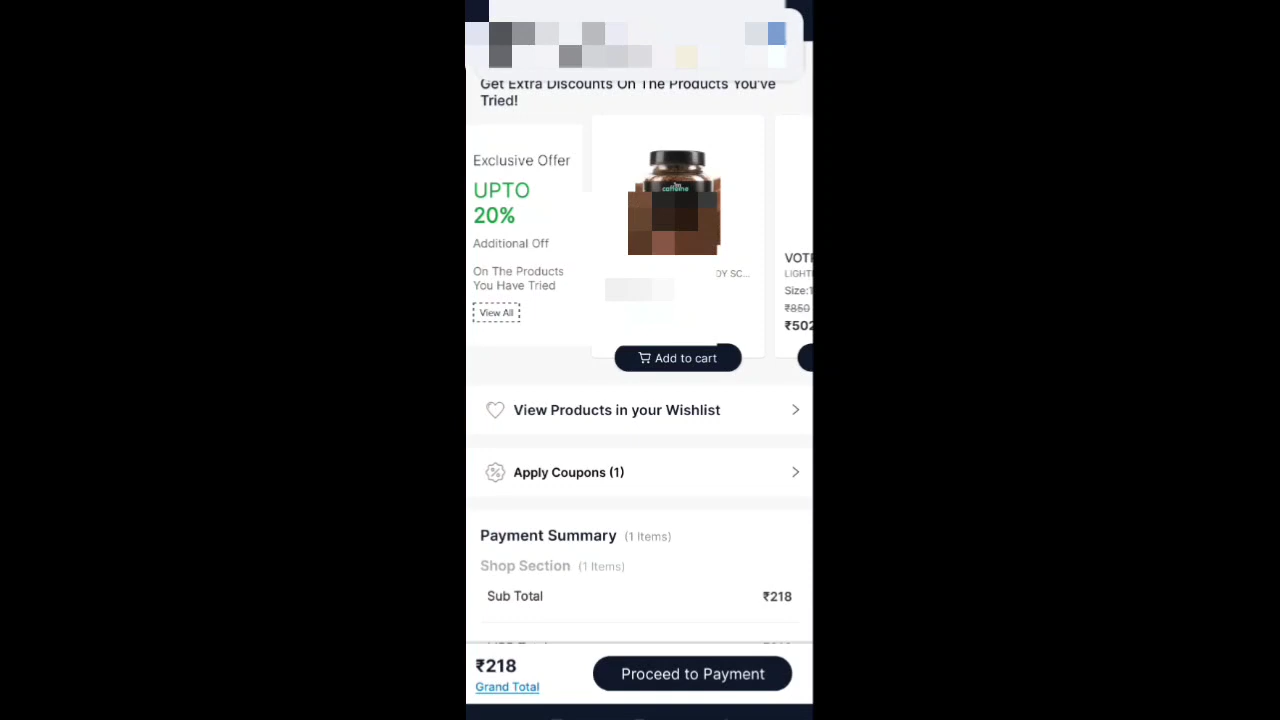 Get Extra Discounts On The Products You've
Tried!
Exclusive Offer
UPTO
20%
Additional Off
On The Products
You Have Tried
View All
caffeine
DY SC...
Add to cart
LIGHT
Size:1
₹850
₹502
View Products in your Wishlist
Apply Coupons (1)
Payment Summary (1 Items)
Shop Section (1 Items)
Sub Total ₹218
₹218
Grand Total
Proceed to Payment